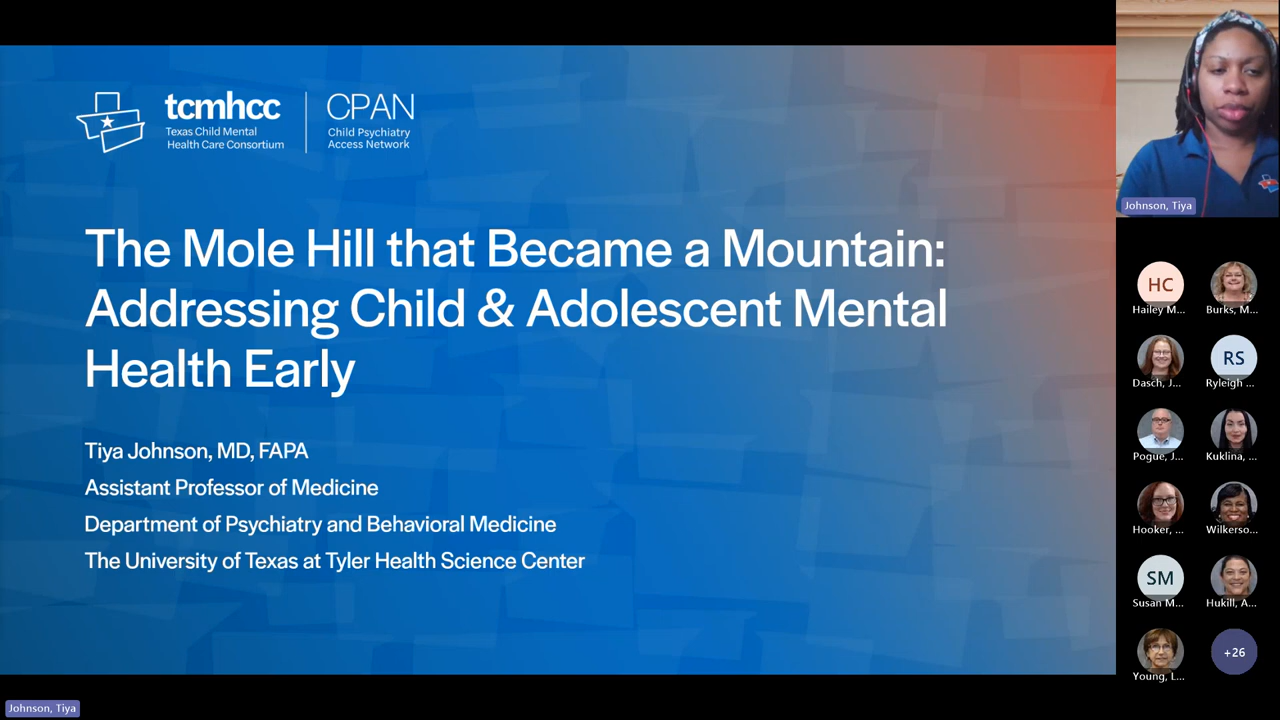 tcmhcc
Texas Child Mental
Health Care Consortium
CPAN
Child Psychiatry
Access Network
The Mole Hill that Became a Mountain:
Addressing Child & Adolescent Mental
Health Early
Tiya Johnson, MD, FAPA
Assistant Professor of Medicine
Department of Psychiatry and Behavioral Medicine
The University of Texas at Tyler Health Science Center
Johnson, Tiya
Johnson, Tiya
HC
Hailey M...
Burks, M...
Dasch, J...
RS
Ryleigh ...
Pogue, J...
Kuklina, ...
Hooker, ...
Wilkerso...
SM
Susan M...
Hukill, A...
Young, L...
+26